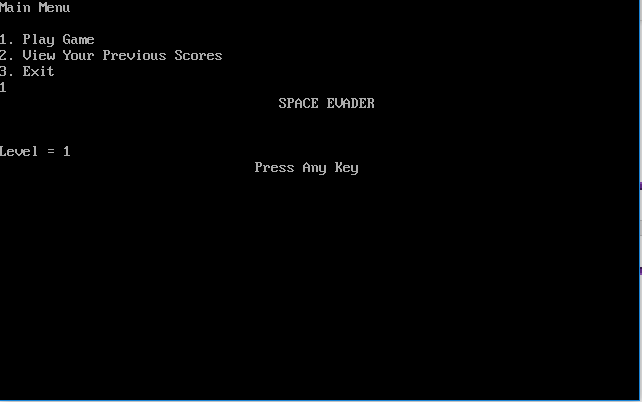 Main Menu
1. Play Game
2. View Your Previous Scores
3. Exit
1
SPACE EVADER
Level = 1
Press Any Key